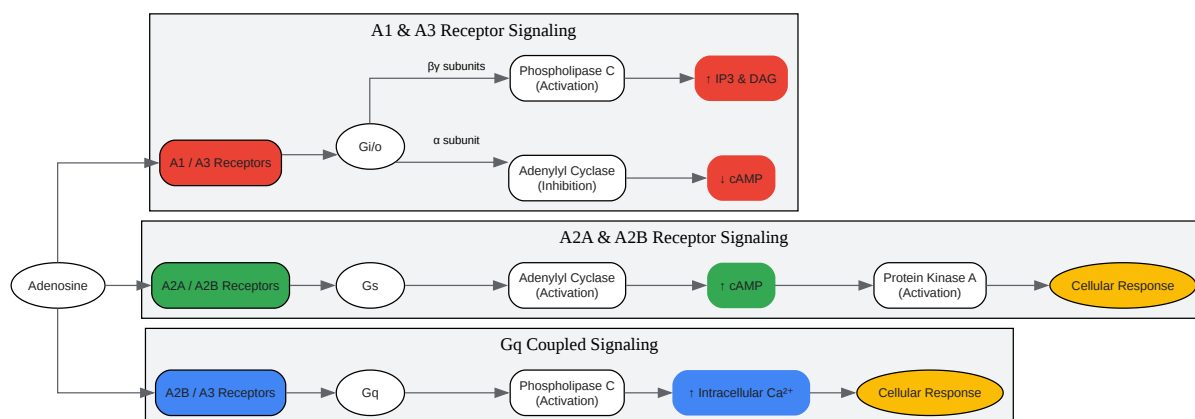 A1 & A3 Receptor Signaling
βγ subunits
Phospholipase C
(Activation)
↑ IP3 & DAG
A1 / A3 Receptors
Gi/o
α subunit
Adenylyl Cyclase
(Inhibition)
↓ cAMP
A2A & A2B Receptor Signaling
Adenosine
A2A / A2B Receptors
Gs
Adenylyl Cyclase
(Activation)
↑ cAMP
Protein Kinase A
(Activation)
Cellular Response
Gq Coupled Signaling
A2B / A3 Receptors
Gq
Phospholipase C
(Activation)
↑ Intracellular Ca²⁺
Cellular Response